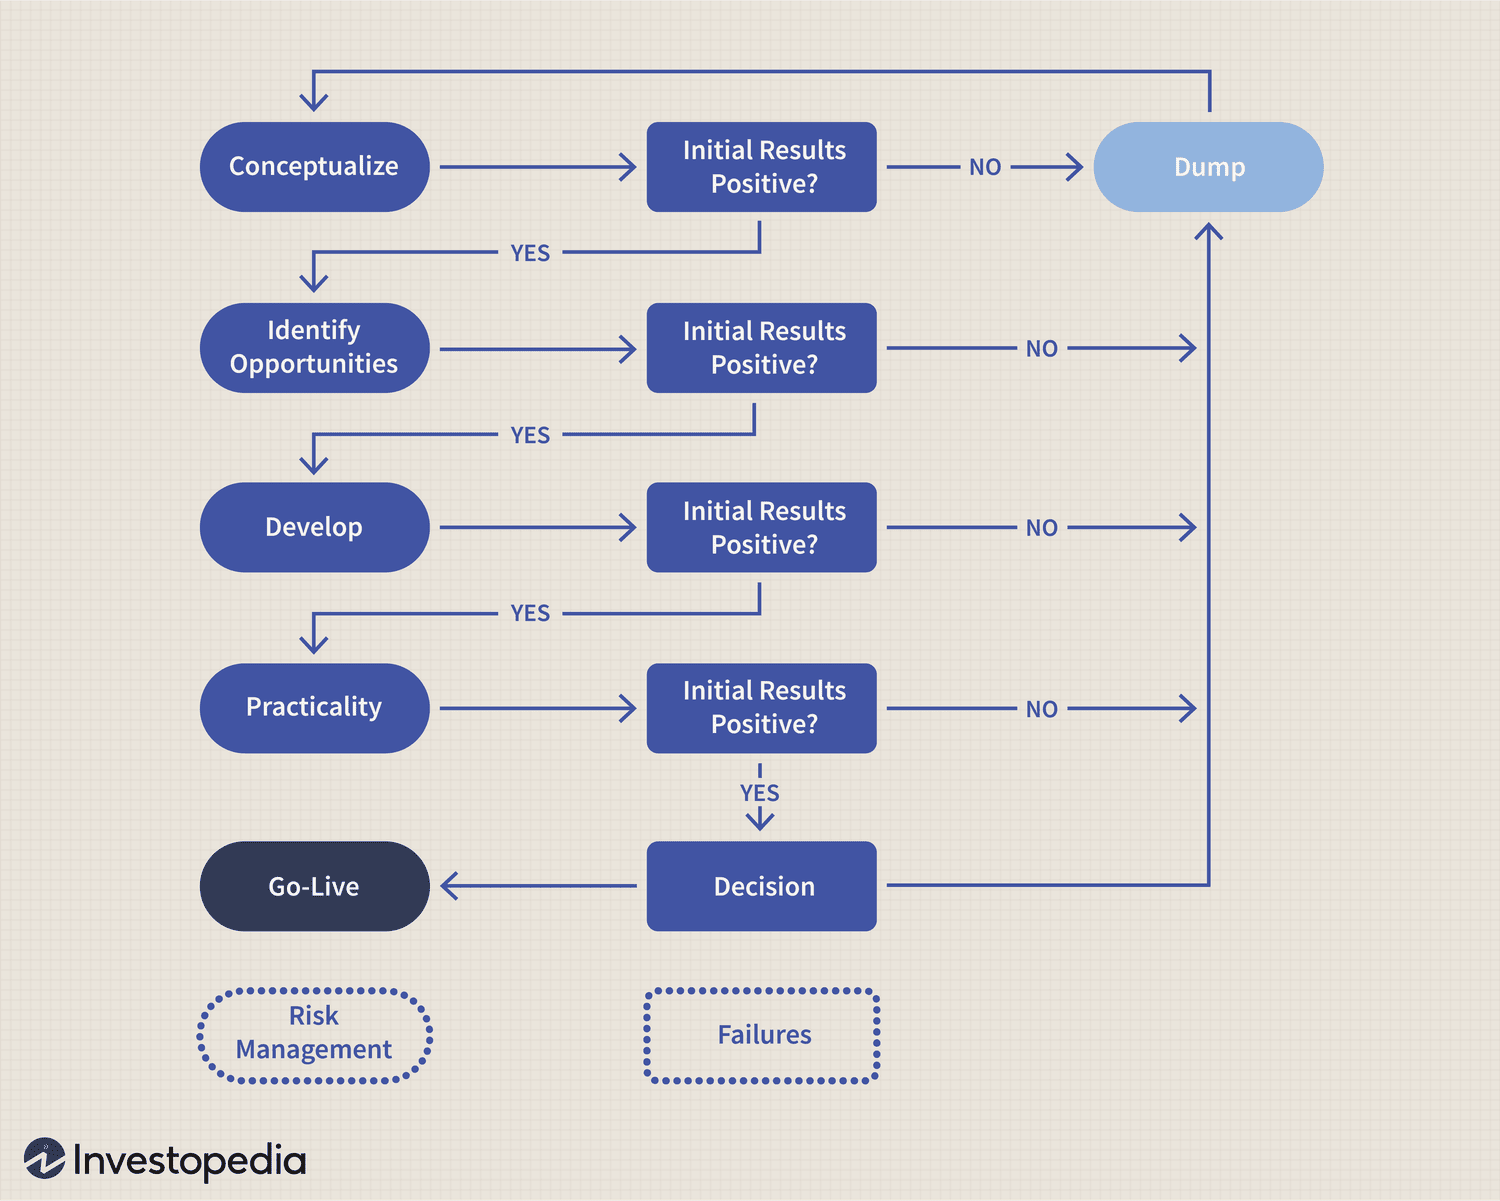 Conceptualize
Initial Results
Positive?
NO
Dump
YES
Identify
Opportunities
Initial Results
Positive?
NO
YES
Develop
Initial Results
Positive?
NO
YES
Practicality
Initial Results
Positive?
NO
YES
Go-Live
Decision
Risk
Management
Failures
Investopedia